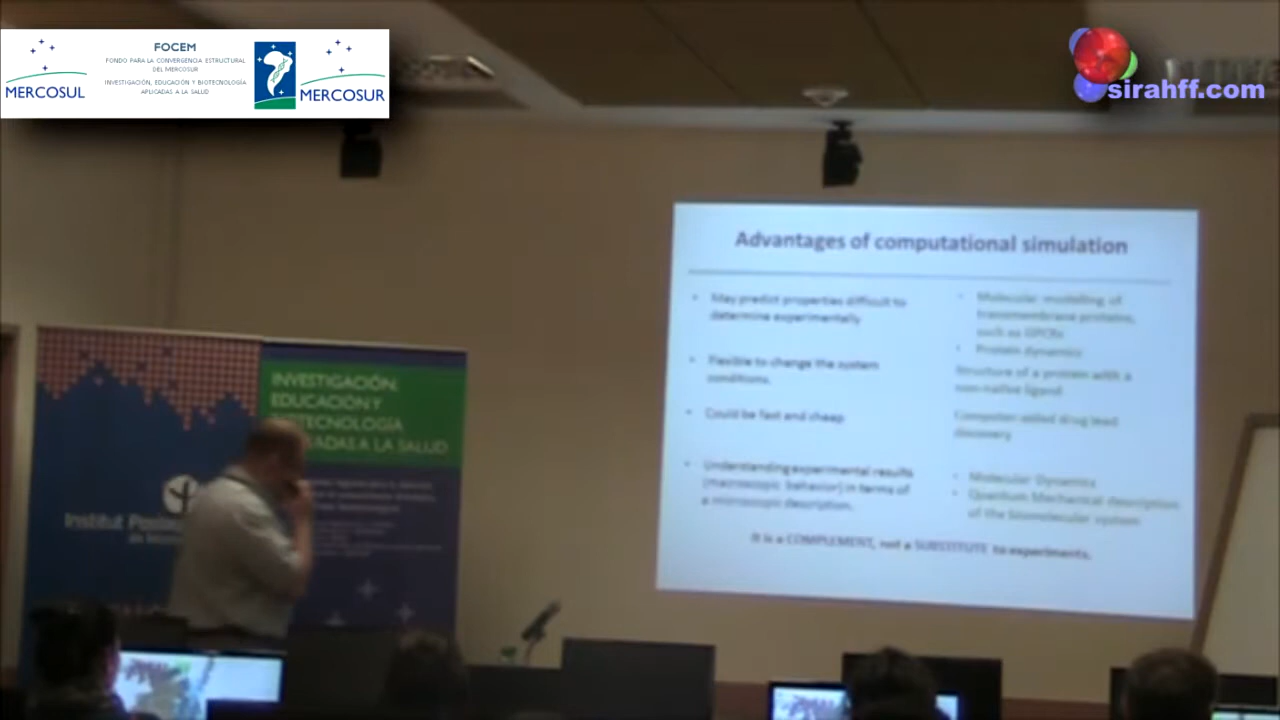 FOCEM
FONDO PARA LA CONVERGENCIA ESTRUCTURAL
DEL MERCOSUR
INVESTIGACIÓN, EDUCACIÓN Y BIOTECNOLOGÍA
APLICADAS A LA SALUD
MERCOSUL
MERCOSUR
sirahff.com
Advantages of computational simulation
• May predict properties difficult to
determine experimentally
• Molecular modelling of
transmembrane proteins,
such as GPCRs
• Protein dynamics
• Flexible to change the system
conditions.
Structure of a protein with a
non-native ligand
• Could be fast and cheap
Computer aided drug lead
discovery
• Understanding experimental results
(macroscopic behavior) in terms of
a microscopic description.
• Molecular Dynamics
• Quantum Mechanical description
of the biomolecular system
It is a COMPLEMENT, not a SUBSTITUTE to experiments.
INVESTIGACIÓN,
EDUCACIÓN Y
A LA SALUD
Institut